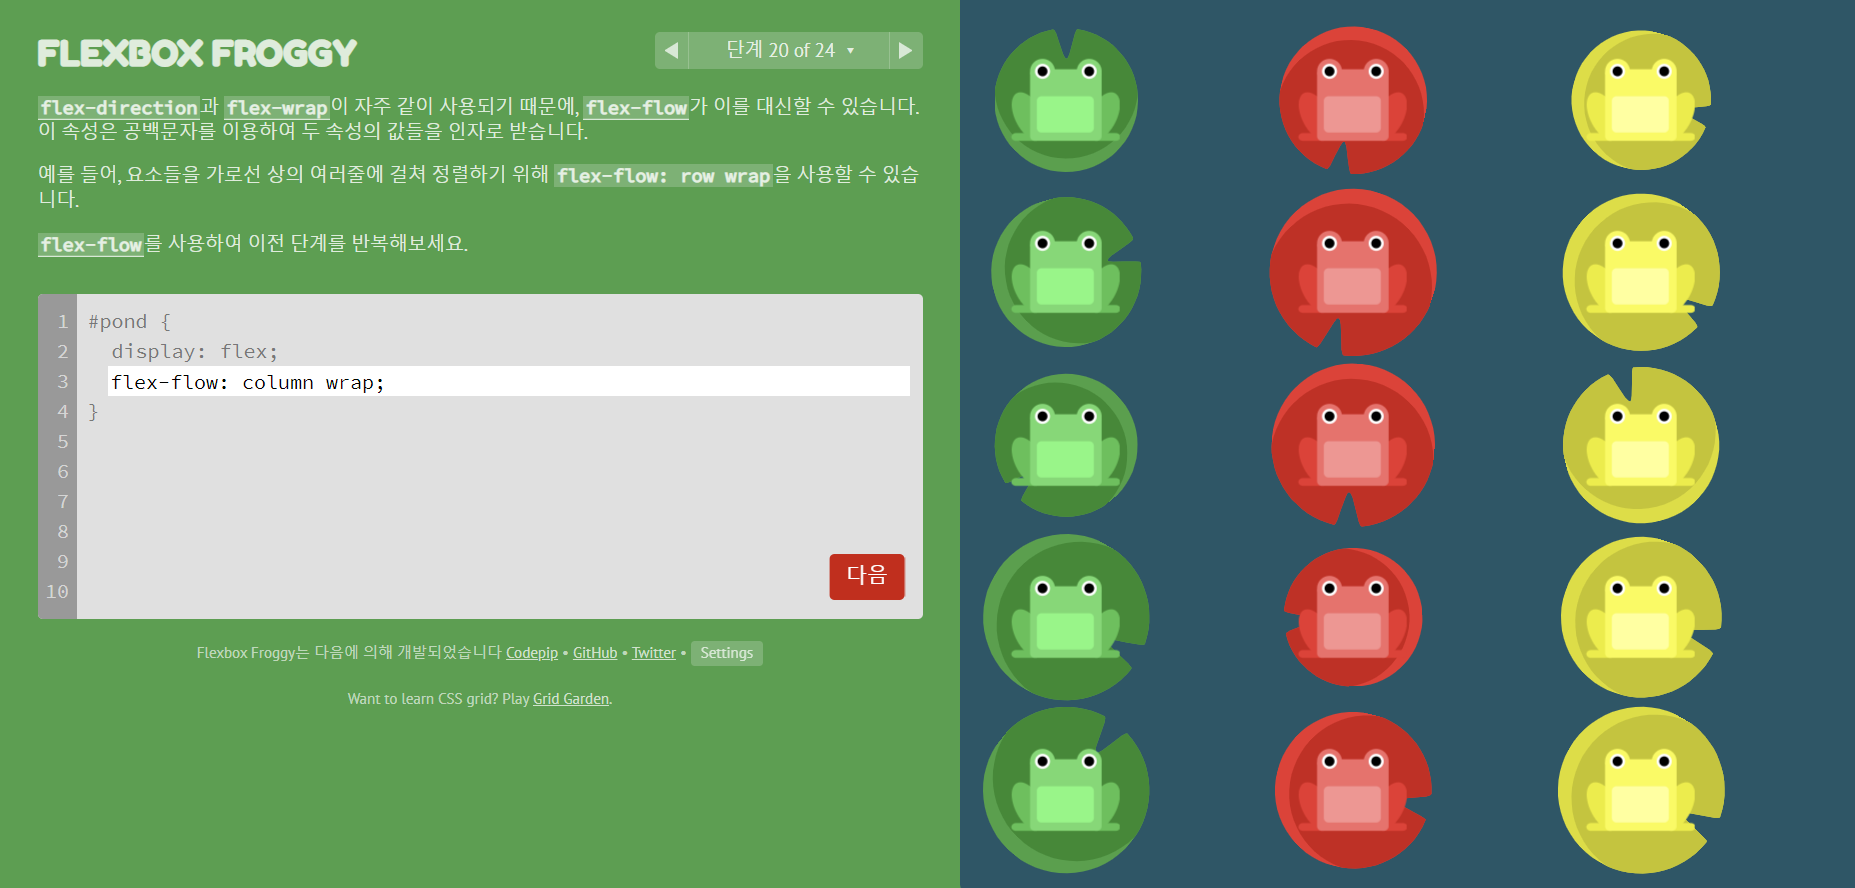 FLEXBOX FROGGY
단계 20 of 24
flex-direction과 flex-wrap이 자주 같이 사용되기 때문에, flex-flow가 이를 대신할 수 있습니다.
이 속성은 공백문자를 이용하여 두 속성의 값들을 인자로 받습니다.
예를 들어, 요소들을 가로선 상의 여러줄에 걸쳐 정렬하기 위해 flex-flow: row wrap을 사용할 수 있습
니다.
flex-flow를 사용하여 이전 단계를 반복해보세요.
1 #pond {
2 display: flex;
3 flex-flow: column wrap;
4 }
5
6
7
8
9
10
다음
Flexbox Froggy는 다음에 의해 개발되었습니다 Codepip • GitHub • Twitter • Settings
Want to learn CSS grid? Play Grid Garden.